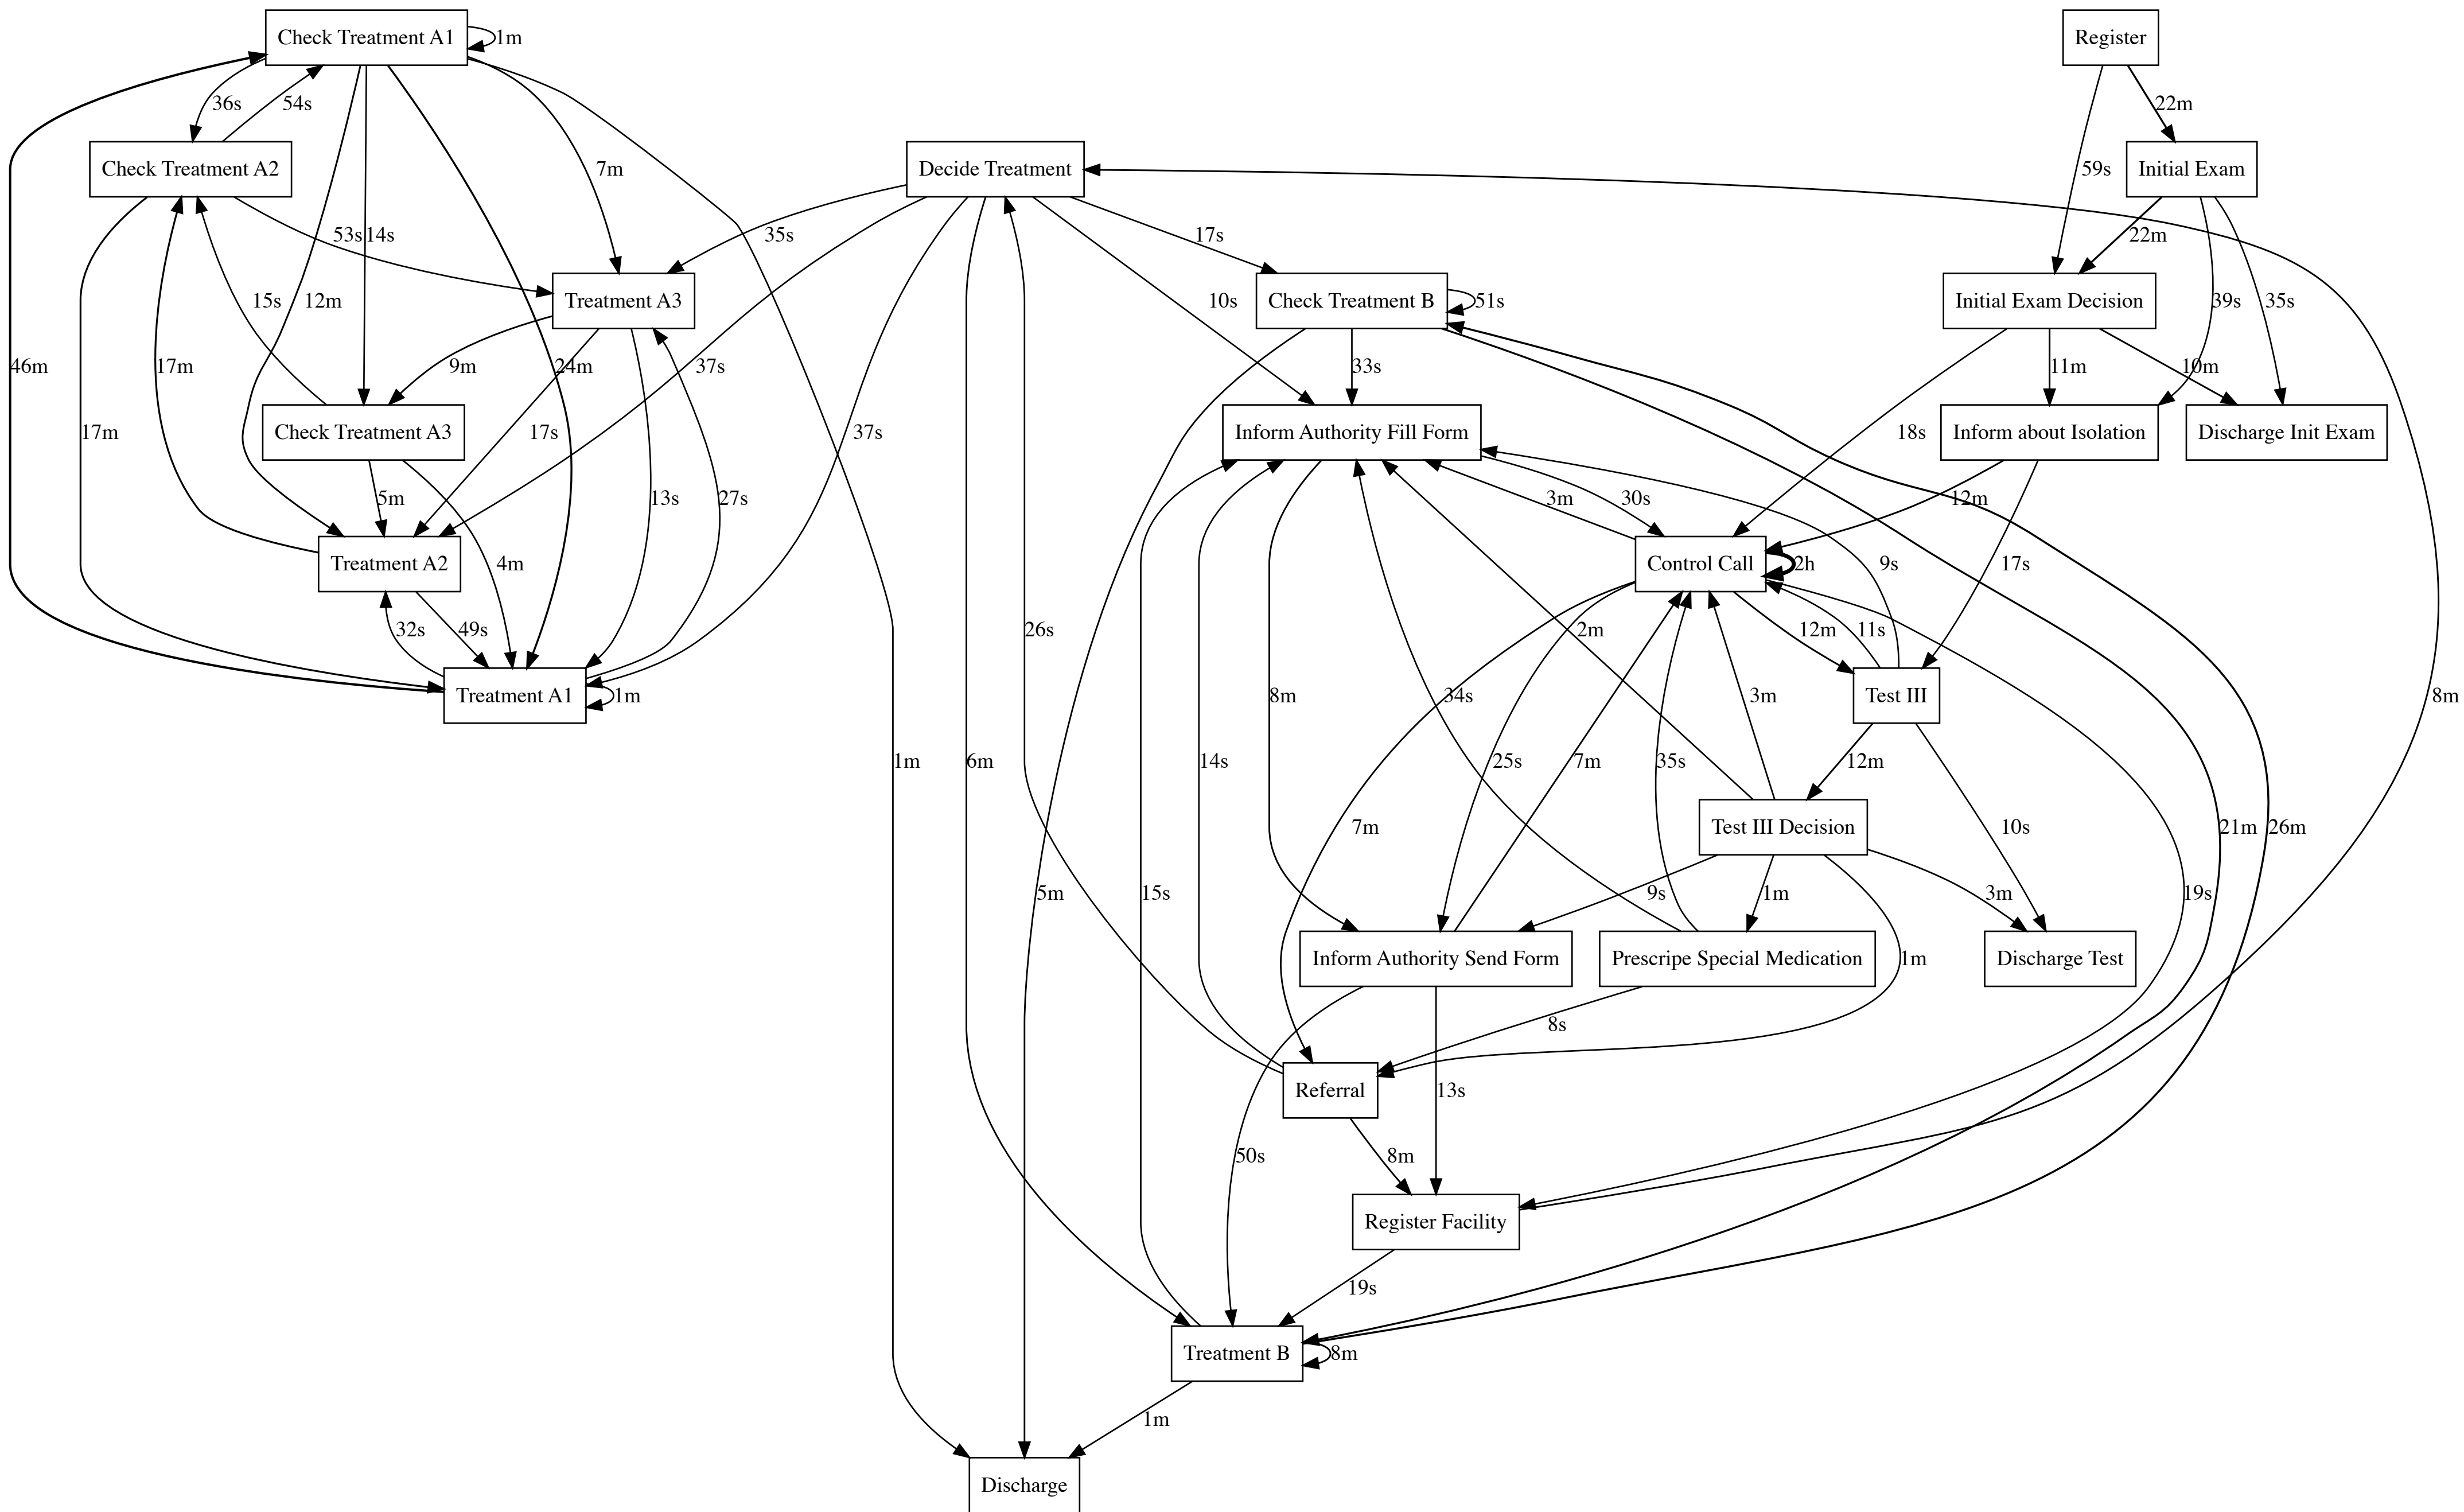 Check Treatment A1
1m
Register
36s
54s
22m
Check Treatment A2
Decide Treatment
7m
59s
Initial Exam
53s
14s
35s
17s
22m
Treatment A3
15s
12m
10s
Check Treatment B
51s
Initial Exam Decision
39s
35s
46m
17m
9m
24m
37s
33s
11m
10m
17m
Check Treatment A3
17s
37s
Inform Authority Fill Form
18s
Inform about Isolation
Discharge Init Exam
5m
13s
27s
3m
30s
12m
Treatment A2
4m
Control Call
2h
9s
17s
32s
49s
26s
2m
12m
11s
Treatment A1
1m
8m
34s
3m
Test III
8m
1m
6m
14s
25s
7m
35s
12m
7m
Test III Decision
10s
21m
26m
5m
15s
9s
1m
3m
19s
Inform Authority Send Form
Prescripe Special Medication
1m
Discharge Test
8s
Referral
13s
50s
8m
Register Facility
19s
Treatment B
8m
1m
Discharge